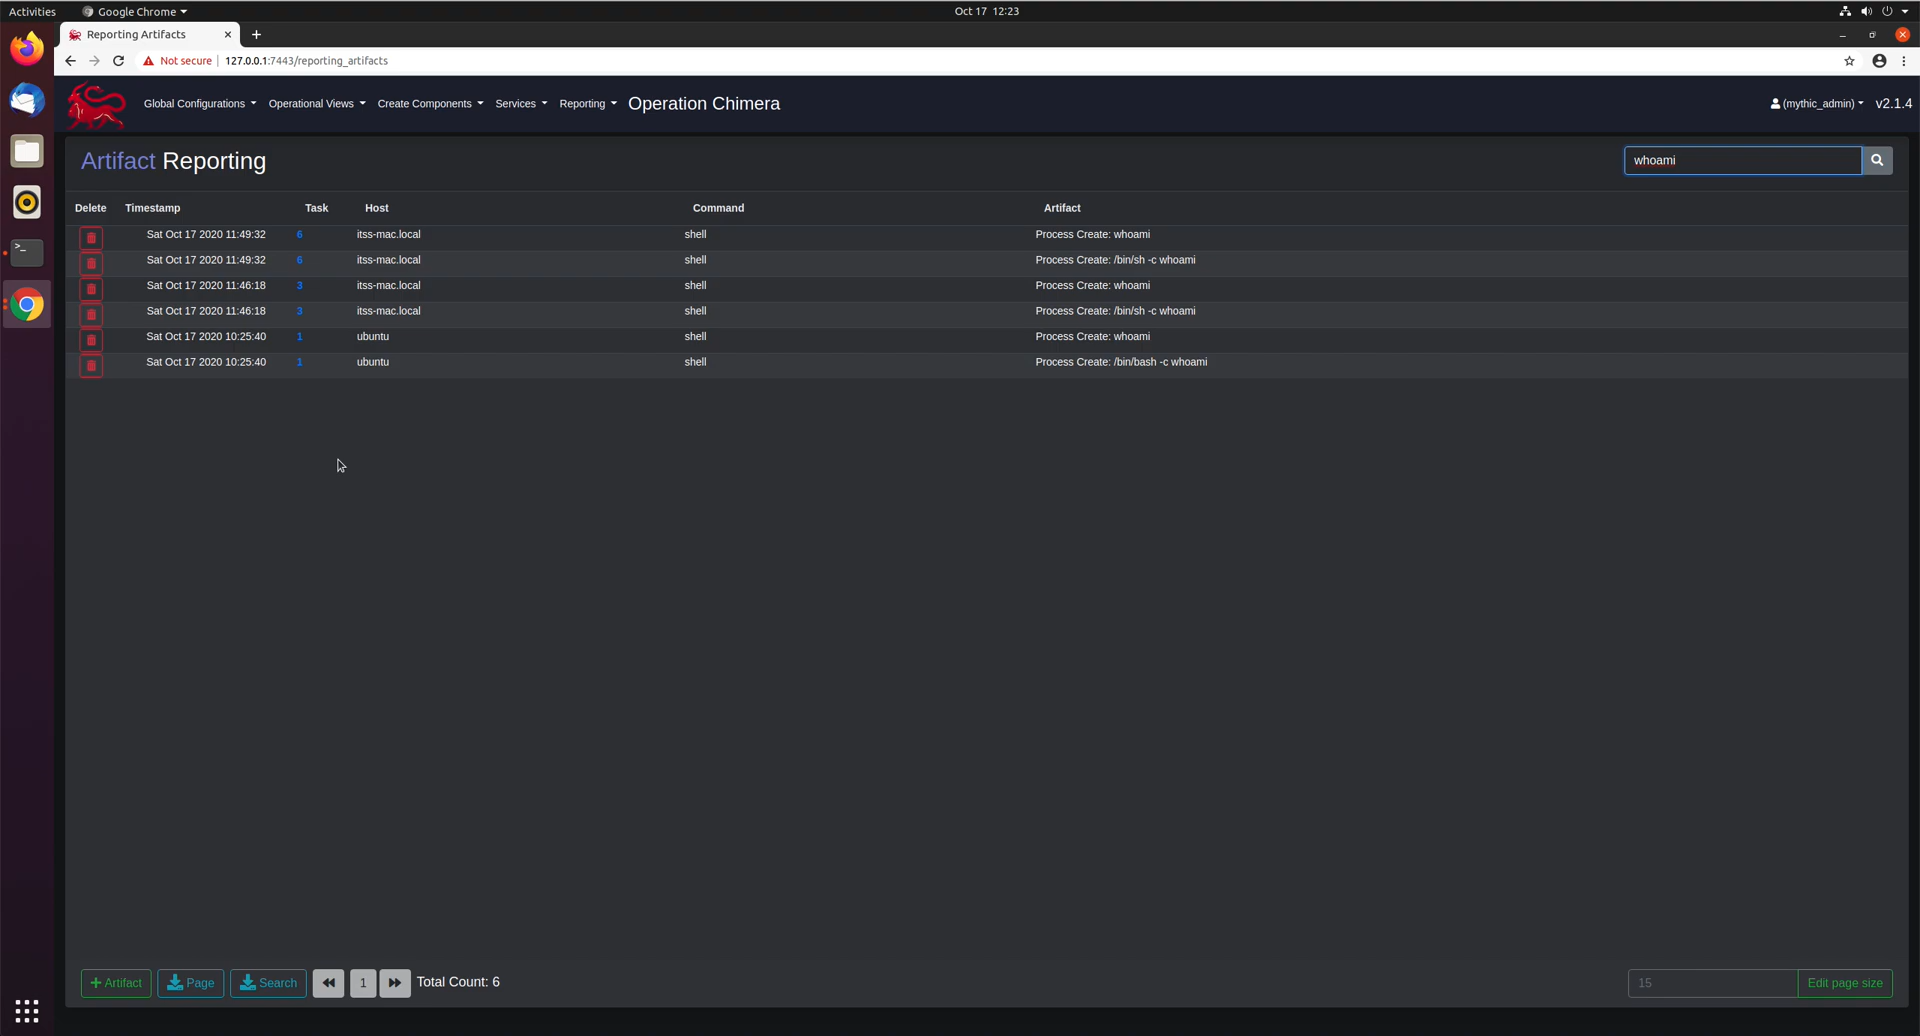 Activities Google Chrome Oct 17 12:23
Reporting Artifacts
Not secure 127.0.0.1:7443/reporting_artifacts
Global Configurations Operational Views Create Components Services Reporting Operation Chimera (mythic_admin) v2.1.4
Artifact Reporting whoami
Delete Timestamp Task Host Command Artifact
Sat Oct 17 2020 11:49:32 6 itss-mac.local shell Process Create: whoami
Sat Oct 17 2020 11:49:32 6 itss-mac.local shell Process Create: /bin/sh -c whoami
Sat Oct 17 2020 11:46:18 3 itss-mac.local shell Process Create: whoami
Sat Oct 17 2020 11:46:18 3 itss-mac.local shell Process Create: /bin/sh -c whoami
Sat Oct 17 2020 10:25:40 1 ubuntu shell Process Create: whoami
Sat Oct 17 2020 10:25:40 1 ubuntu shell Process Create: /bin/bash -c whoami
+ Artifact Page Search 1 Total Count: 6 15 Edit page size